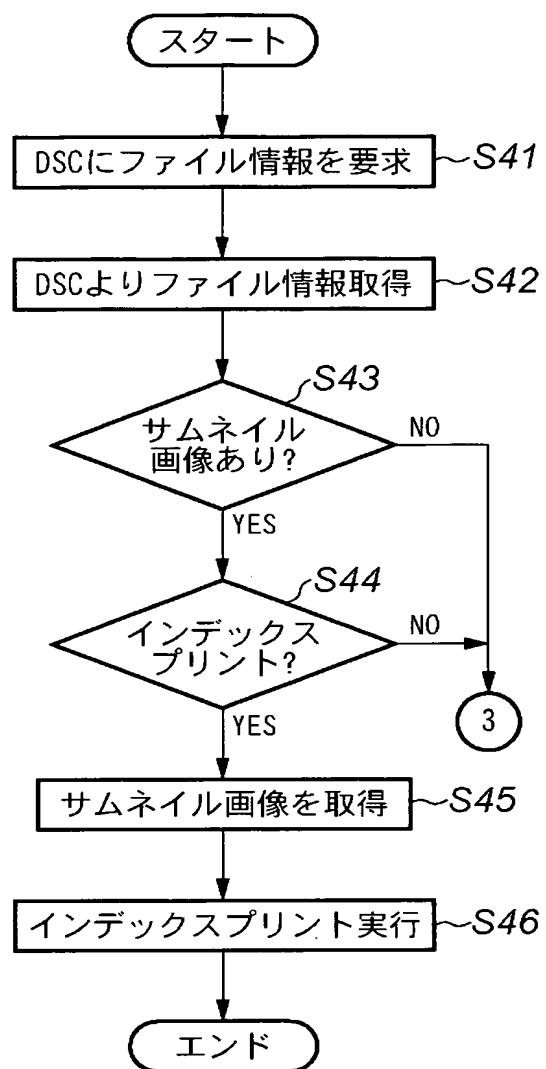 スタート
DSCにファイル情報を要求
S41
DSCよりファイル情報取得
S42
S43
サムネイル
画像あり?
NO
YES
S44
インデックス
プリント?
NO
YES
3
サムネイル画像を取得
S45
インデックスプリント実行
S46
エンド